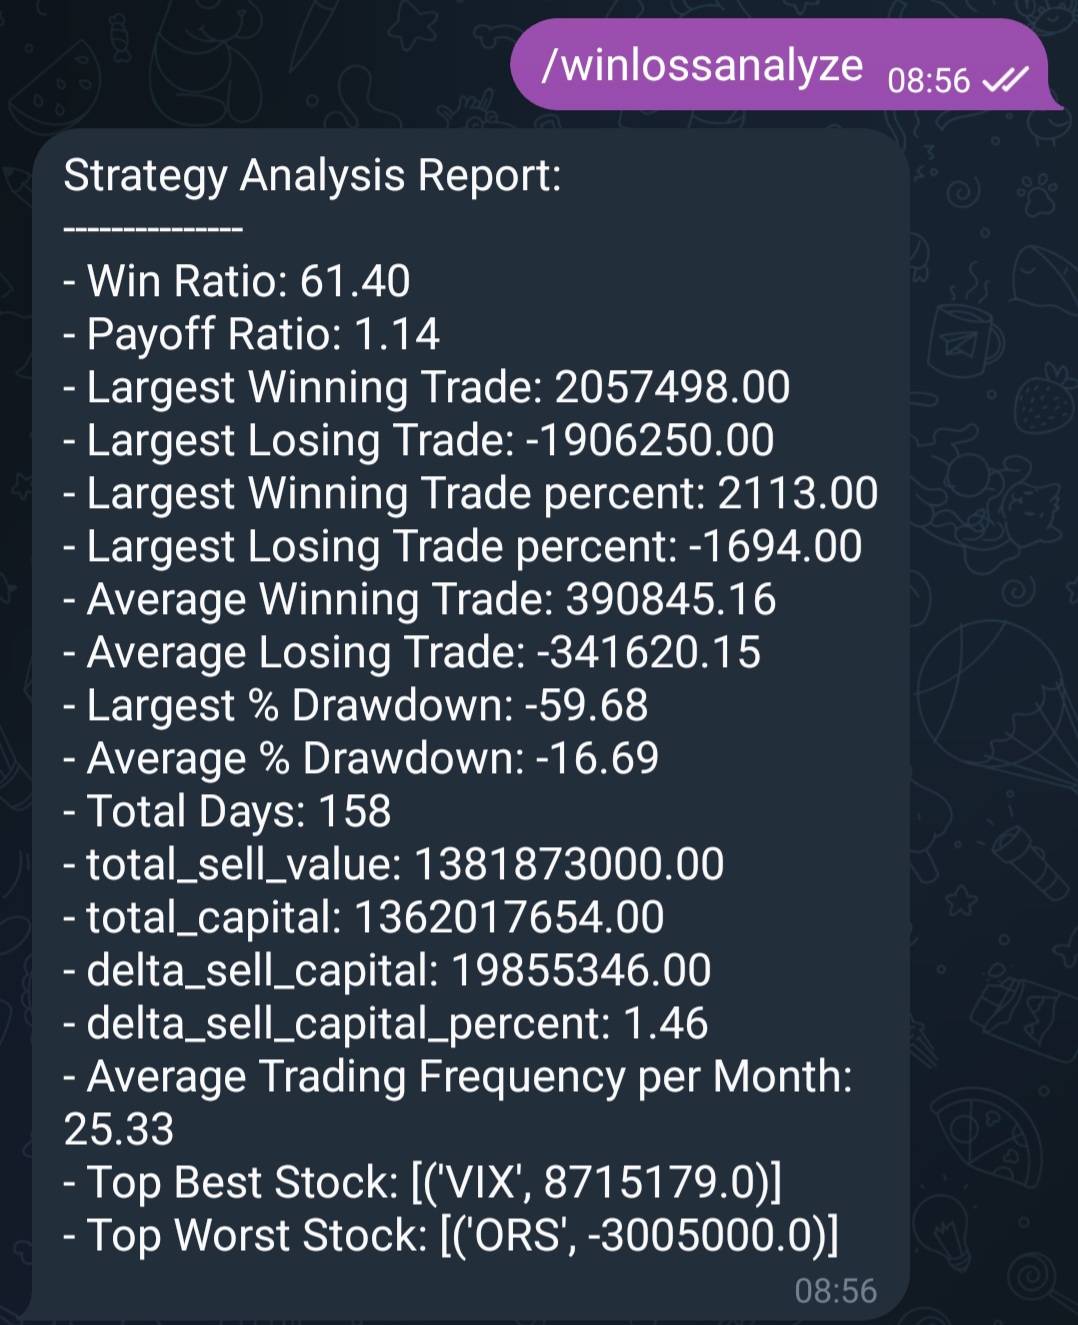 /winlossanalyze 08:56
Strategy Analysis Report:
---------------
- Win Ratio: 61.40
- Payoff Ratio: 1.14
- Largest Winning Trade: 2057498.00
- Largest Losing Trade: -1906250.00
- Largest Winning Trade percent: 2113.00
- Largest Losing Trade percent: -1694.00
- Average Winning Trade: 390845.16
- Average Losing Trade: -341620.15
- Largest % Drawdown: -59.68
- Average % Drawdown: -16.69
- Total Days: 158
- total_sell_value: 1381873000.00
- total_capital: 1362017654.00
- delta_sell_capital: 19855346.00
- delta_sell_capital_percent: 1.46
- Average Trading Frequency per Month:
25.33
- Top Best Stock: [('VIX', 8715179.0)]
- Top Worst Stock: [('ORS', -3005000.0)]
08:56